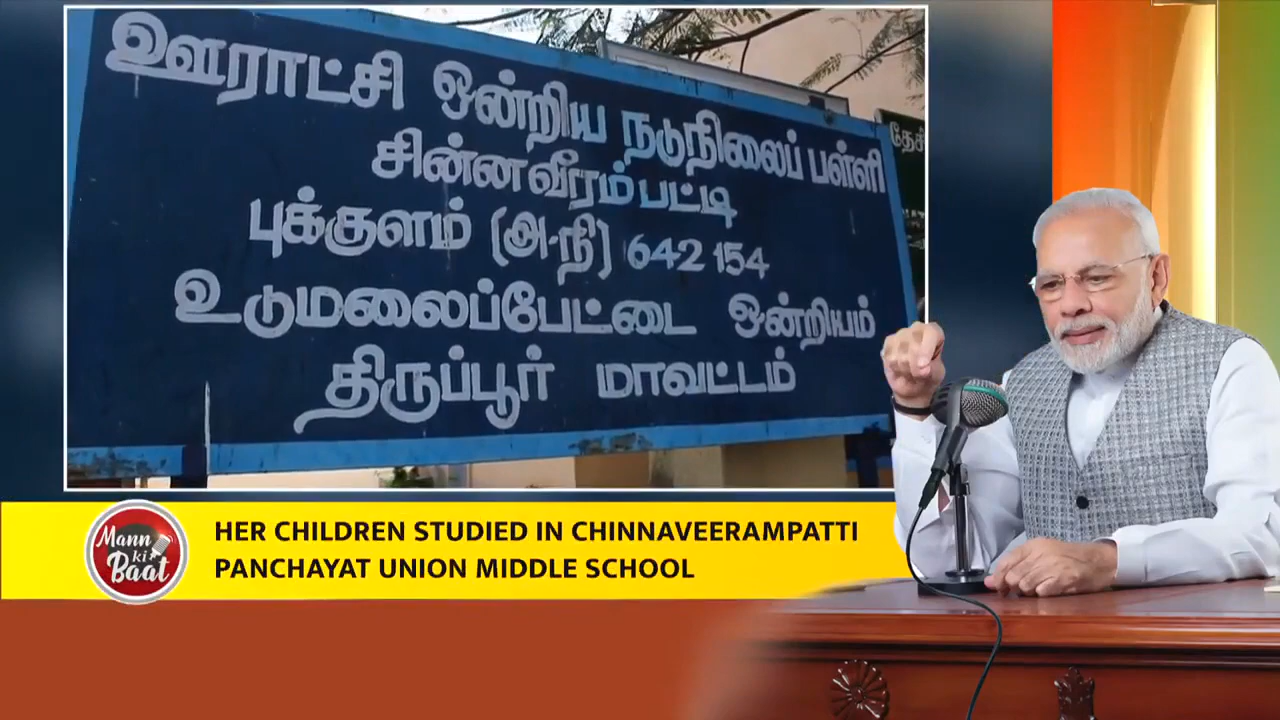 ஊராட்சி ஒன்றிய நடுநிலைப் பள்ளி
சின்னவீரம்பட்டி
புக்குளம் (அ.நி) 642 154
உடுமலைப்பேட்டை ஒன்றியம்
திருப்பூர் மாவட்டம்
தேசி
Mann
ki
Baat
HER CHILDREN STUDIED IN CHINNAVEERAMPATTI
PANCHAYAT UNION MIDDLE SCHOOL